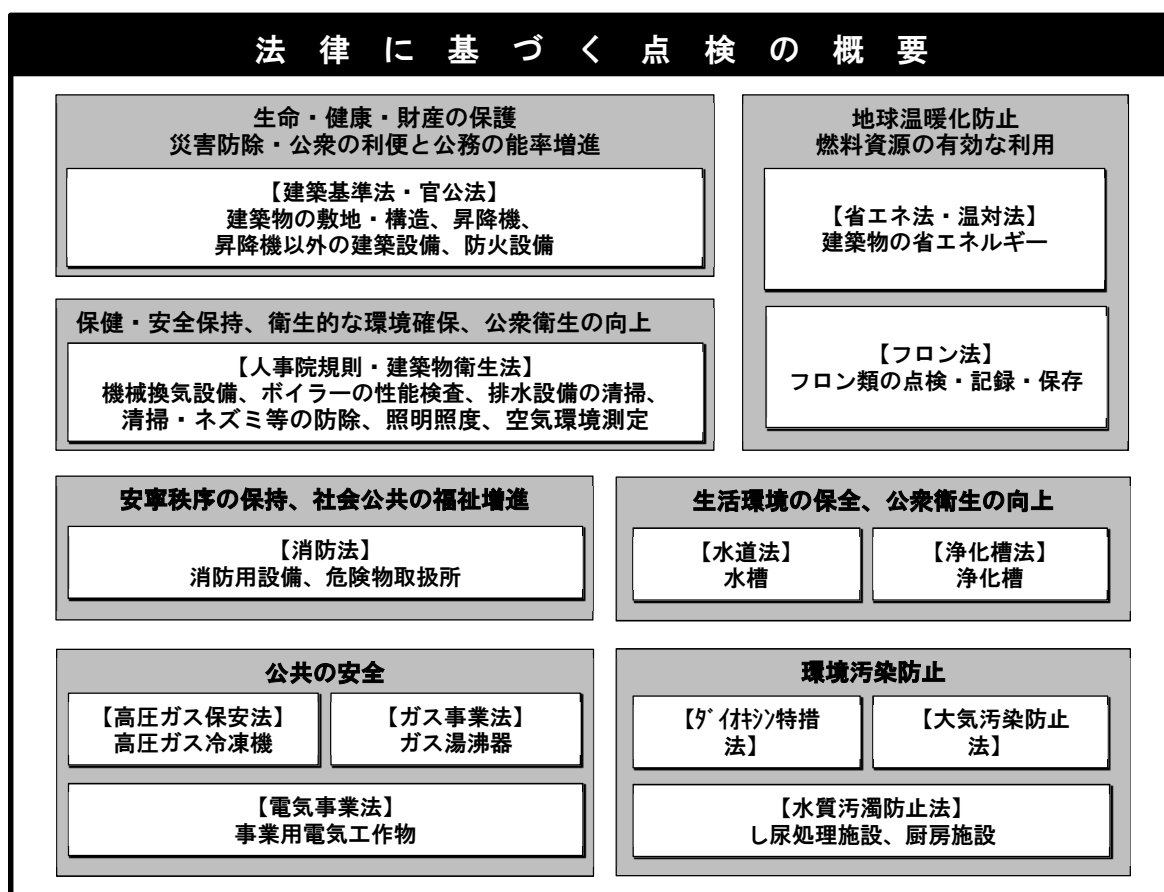 法律に基づく点検の概要
生命・健康・財産の保護
災害防除・公衆の利便と公務の能率増進
【建築基準法・官公法】
建築物の敷地・構造、昇降機、
昇降機以外の建築設備、防火設備
地球温暖化防止
燃料資源の有効な利用
【省エネ法・温対法】
建築物の省エネルギー
【フロン法】
フロン類の点検・記録・保存
保健・安全保持、衛生的な環境確保、公衆衛生の向上
【人事院規則・建築物衛生法】
機械換気設備、ボイラーの性能検査、排水設備の清掃、
清掃・ネズミ等の防除、照明照度、空気環境測定
安寧秩序の保持、社会公共の福祉増進
【消防法】
消防用設備、危険物取扱所
生活環境の保全、公衆衛生の向上
【水道法】
水槽
【浄化槽法】
浄化槽
公共の安全
【高圧ガス保安法】
高圧ガス冷凍機
【ガス事業法】
ガス湯沸器
【電気事業法】
事業用電気工作物
環境汚染防止
【ﾀﾞｲｵｷｼﾝ特措
法】
【大気汚染防止
法】
【水質汚濁防止法】
し尿処理施設、厨房施設